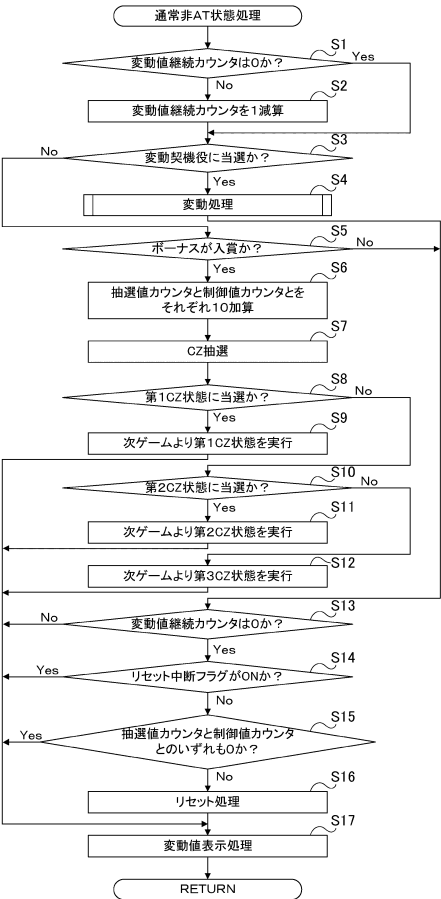 通常非AT状態処理
S1
変動値継続カウンタは0か？
Yes
No
S2
変動値継続カウンタを1減算
S3
No
変動契機役に当選か？
Yes
S4
変動処理
S5
ボーナスが入賞か？
No
Yes
S6
抽選値カウンタと制御値カウンタとを
それぞれ10加算
S7
CZ抽選
S8
第1CZ状態に当選か？
No
Yes
S9
次ゲームより第1CZ状態を実行
S10
第2CZ状態に当選か？
No
Yes
S11
次ゲームより第2CZ状態を実行
S12
次ゲームより第3CZ状態を実行
S13
No
変動値継続カウンタは0か？
Yes
S14
Yes
リセット中断フラグがONか？
No
S15
Yes
抽選値カウンタと制御値カウンタ
とのいずれも0か？
No
S16
リセット処理
S17
変動値表示処理
RETURN